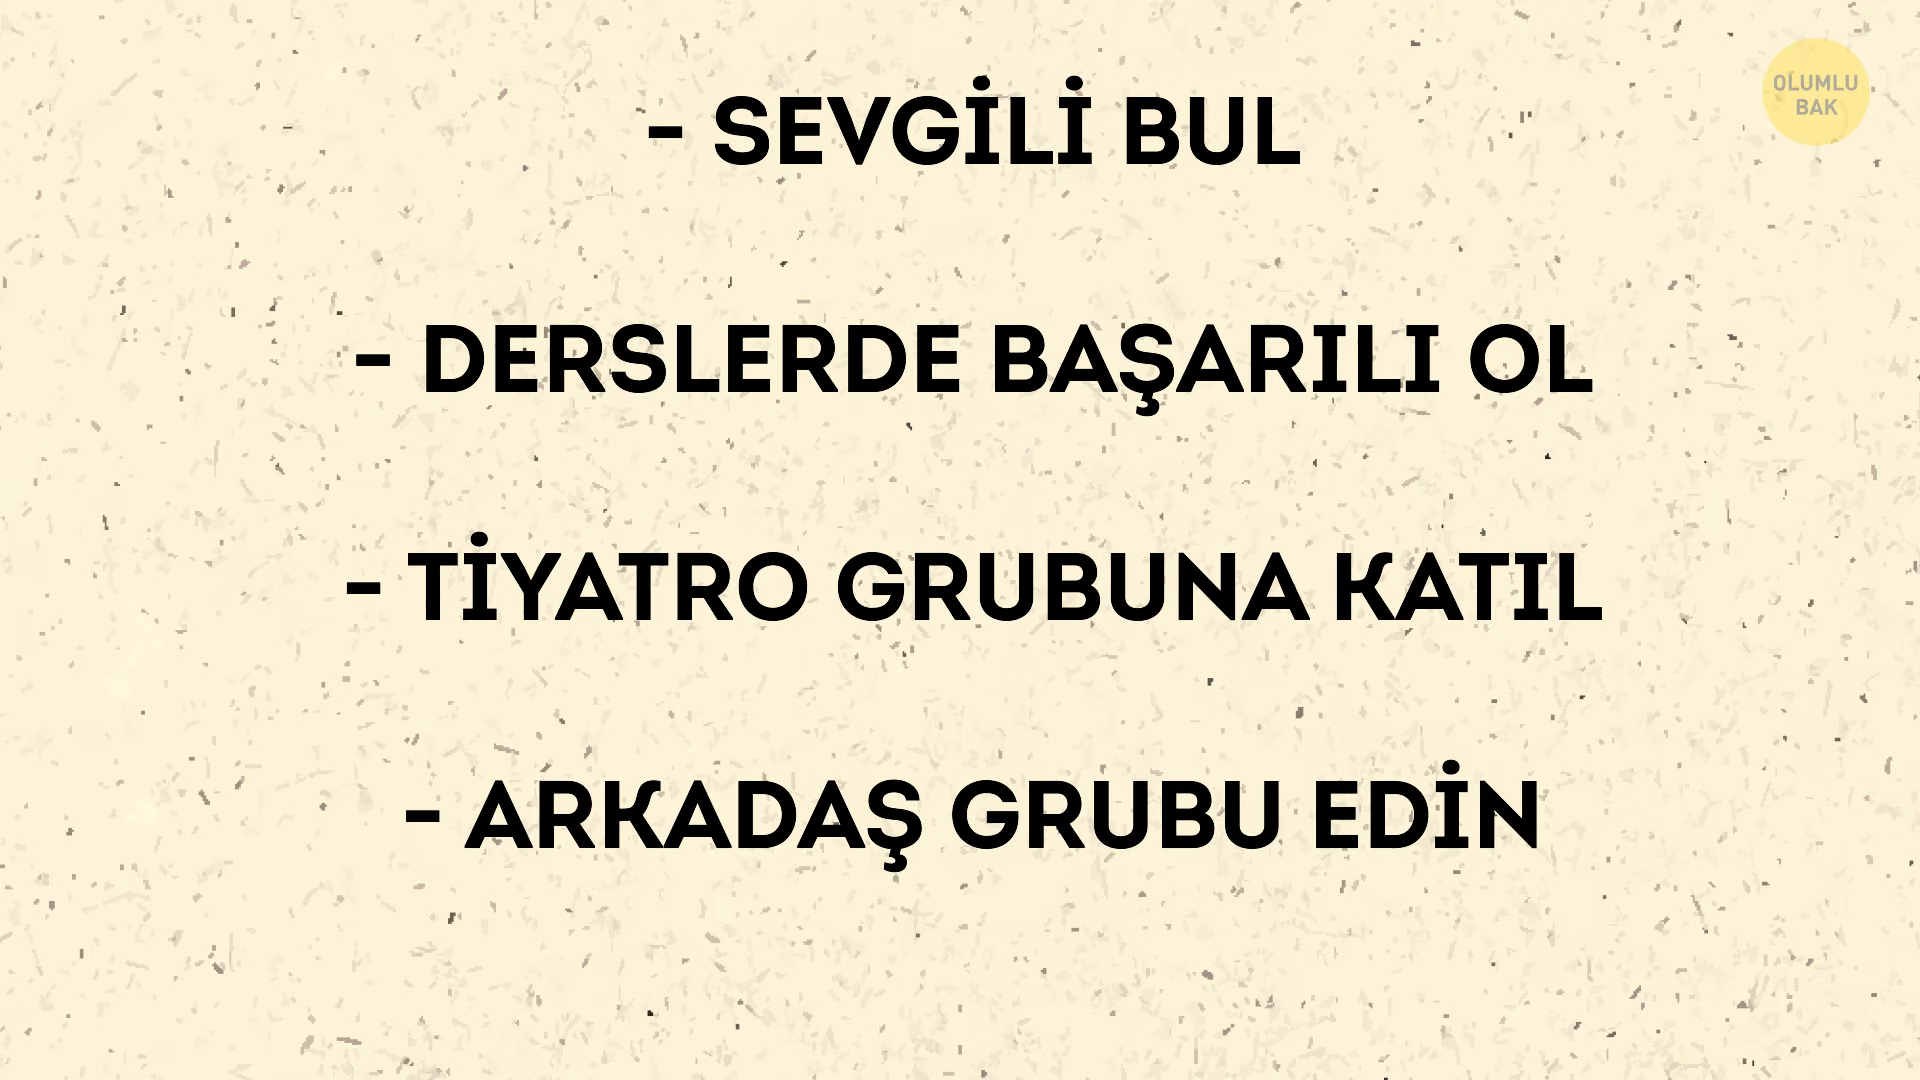 - SEVGİLİ BUL
OLUMLU
BAK
- DERSLERDE BAŞARILI OL
- TİYATRO GRUBUNA KATIL
- ARKADAŞ GRUBU EDİN